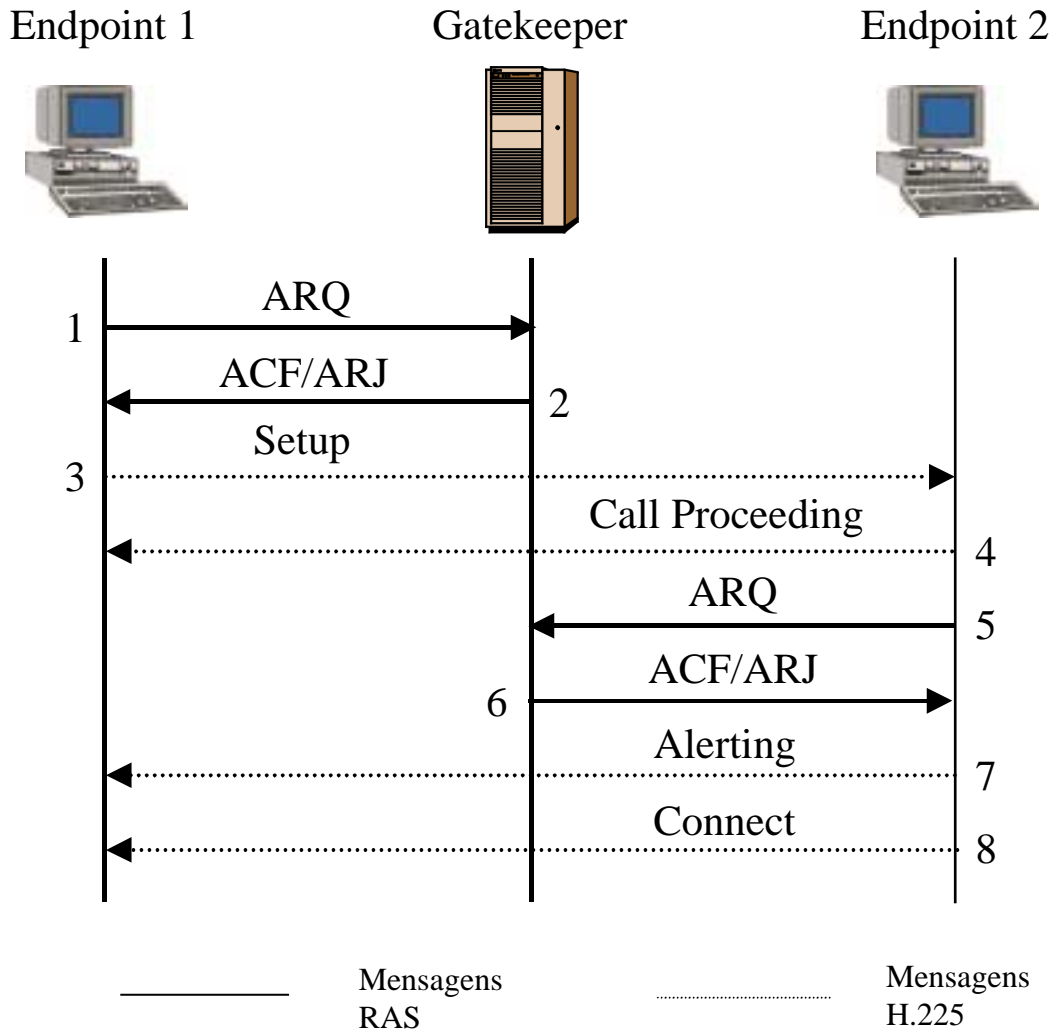 Endpoint 1
Gatekeeper
Endpoint 2
ARQ
1
ACF/ARJ
2
Setup
3
Call Proceeding
4
ARQ
5
ACF/ARJ
6
Alerting
7
Connect
8
Mensagens
RAS
Mensagens
H.225